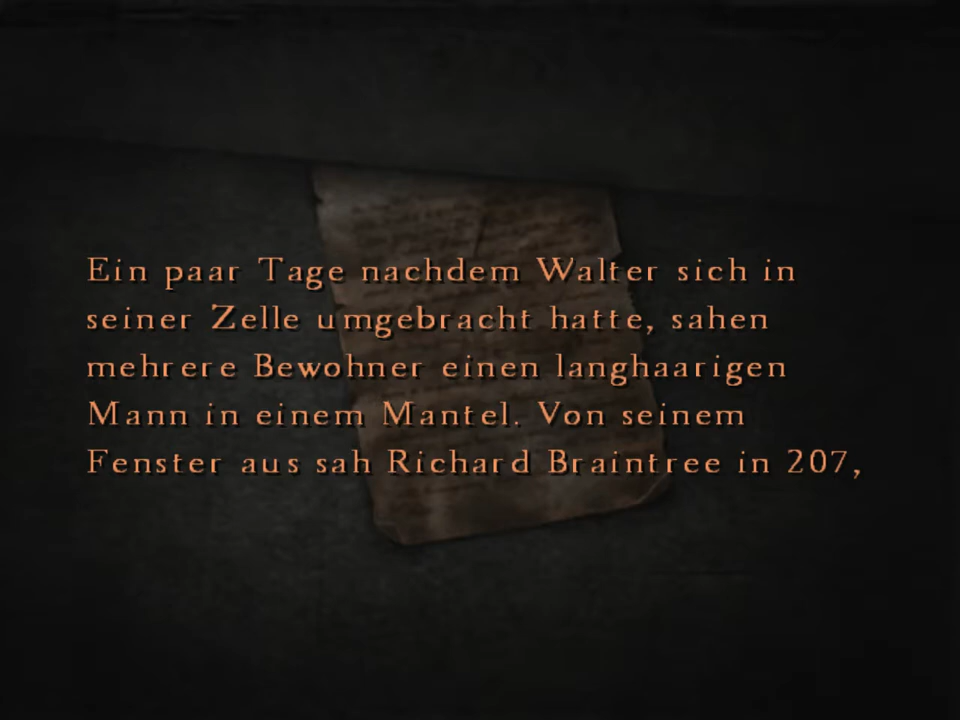 Ein paar Tage nachdem Walter sich in
seiner Zelle umgebracht hatte, sahen
mehrere Bewohner einen langhaarigen
Mann in einem Mantel. Von seinem
Fenster aus sah Richard Braintree in 207,